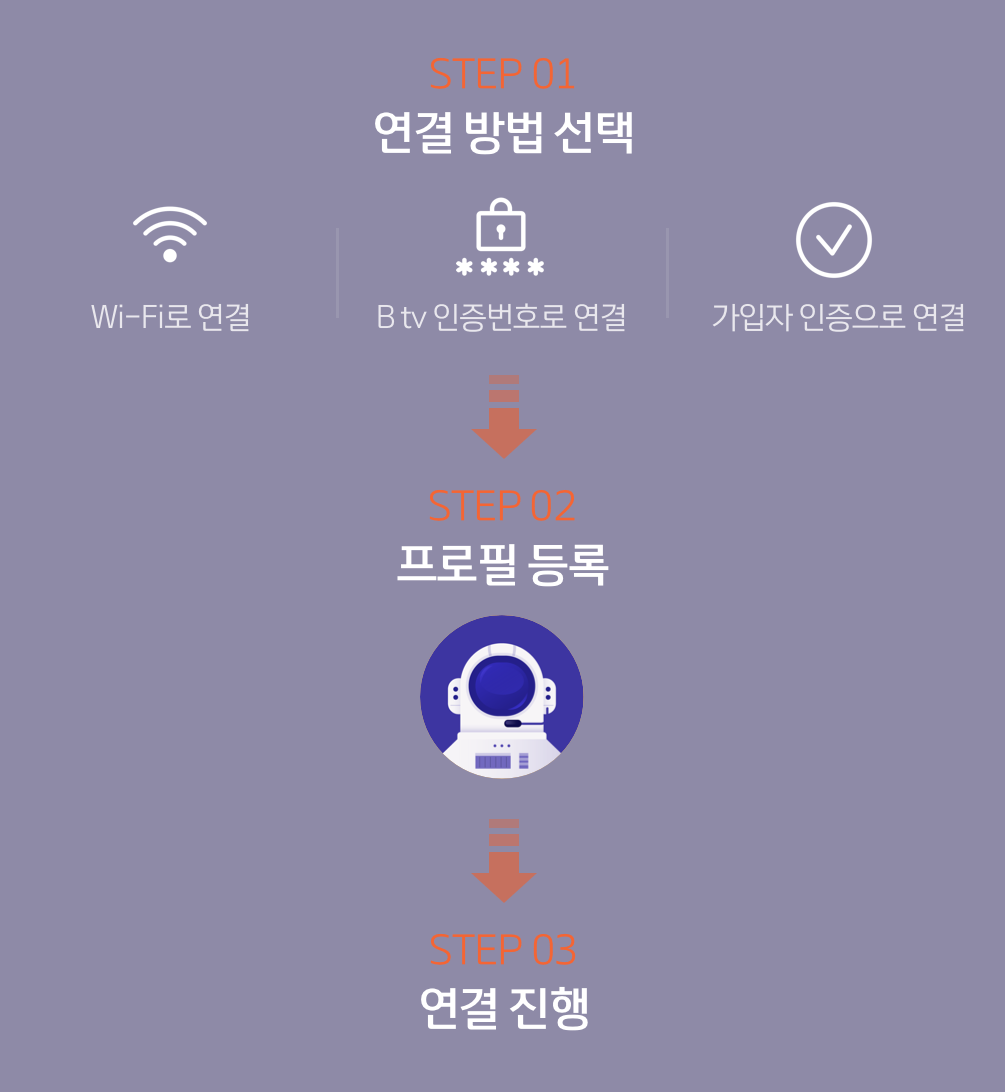 STEP 01
연결 방법 선택
Wi-Fi로 연결
B tv 인증번호로 연결
가입자 인증으로 연결
STEP 02
프로필 등록
STEP 03
연결 진행